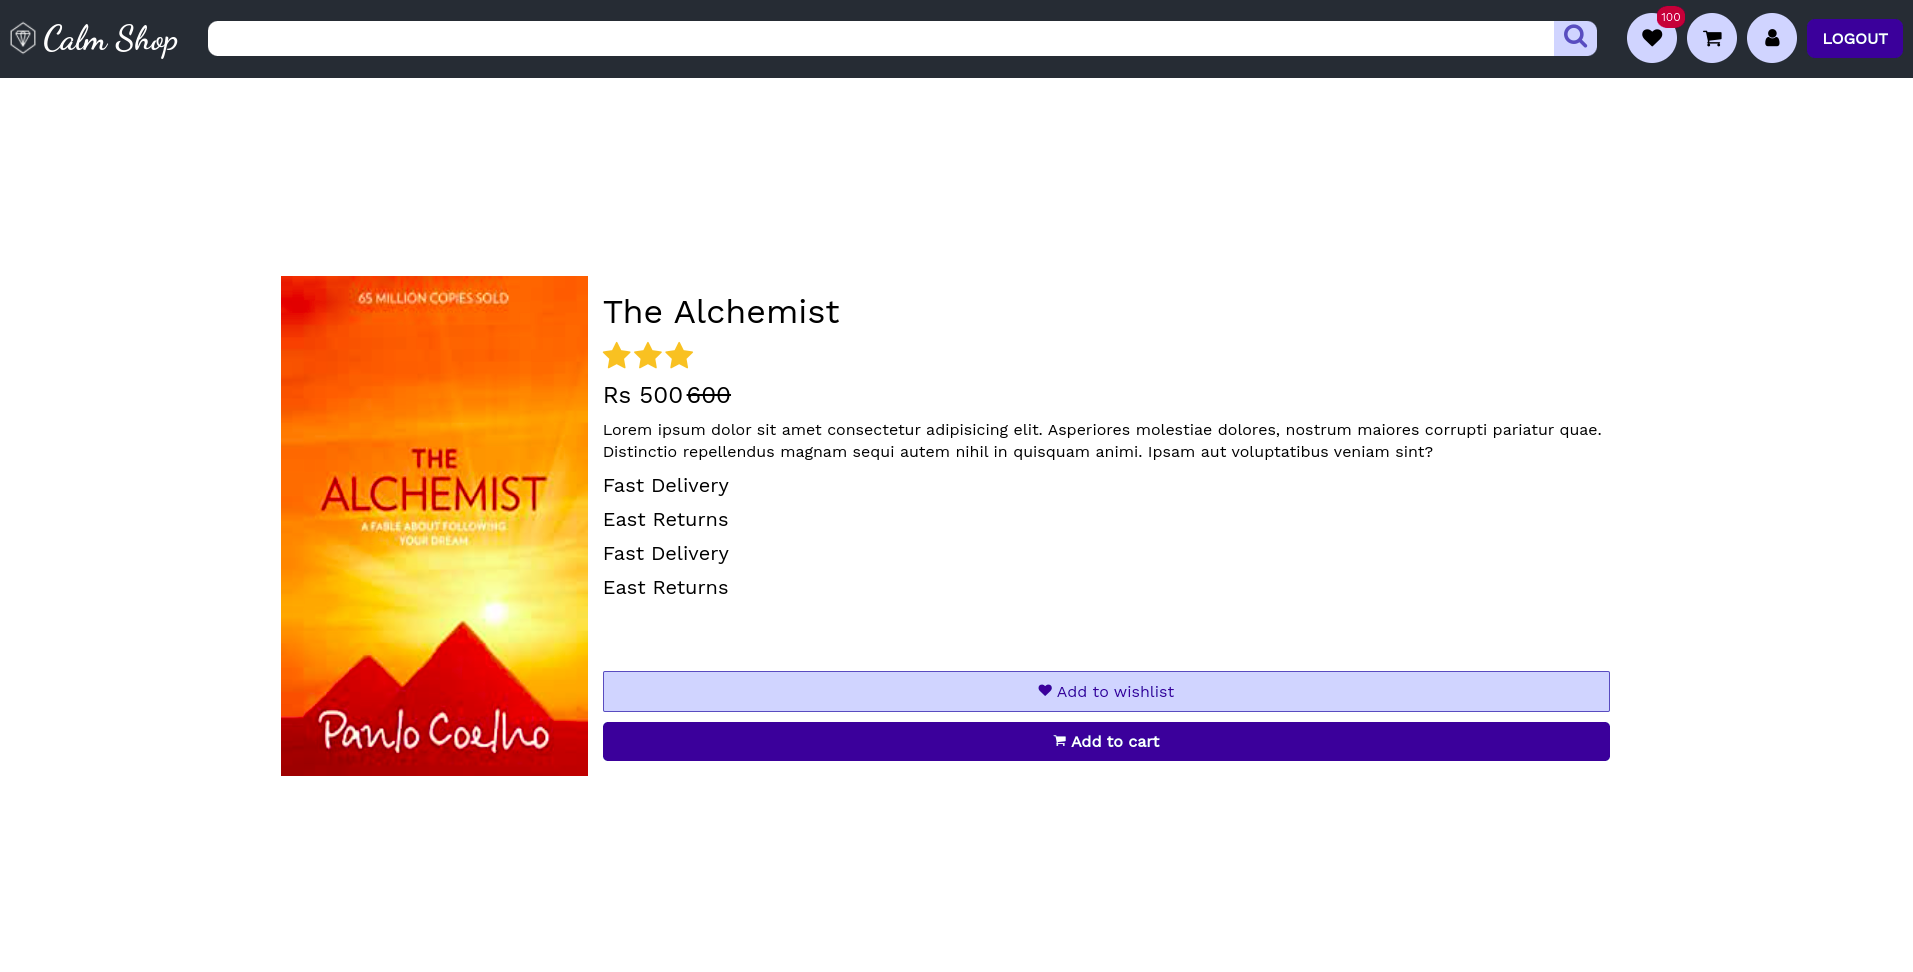 Calm Shop
100
LOGOUT
65 MILLION COPIES SOLD
THE
ALCHEMIST
A FABLE ABOUT FOLLOWING
YOUR DREAM
Paulo Coelho
The Alchemist
Rs 500 600
Lorem ipsum dolor sit amet consectetur adipisicing elit. Asperiores molestiae dolores, nostrum maiores corrupti pariatur quae.
Distinctio repellendus magnam sequi autem nihil in quisquam animi. Ipsam aut voluptatibus veniam sint?
Fast Delivery
East Returns
Fast Delivery
East Returns
Add to wishlist
Add to cart